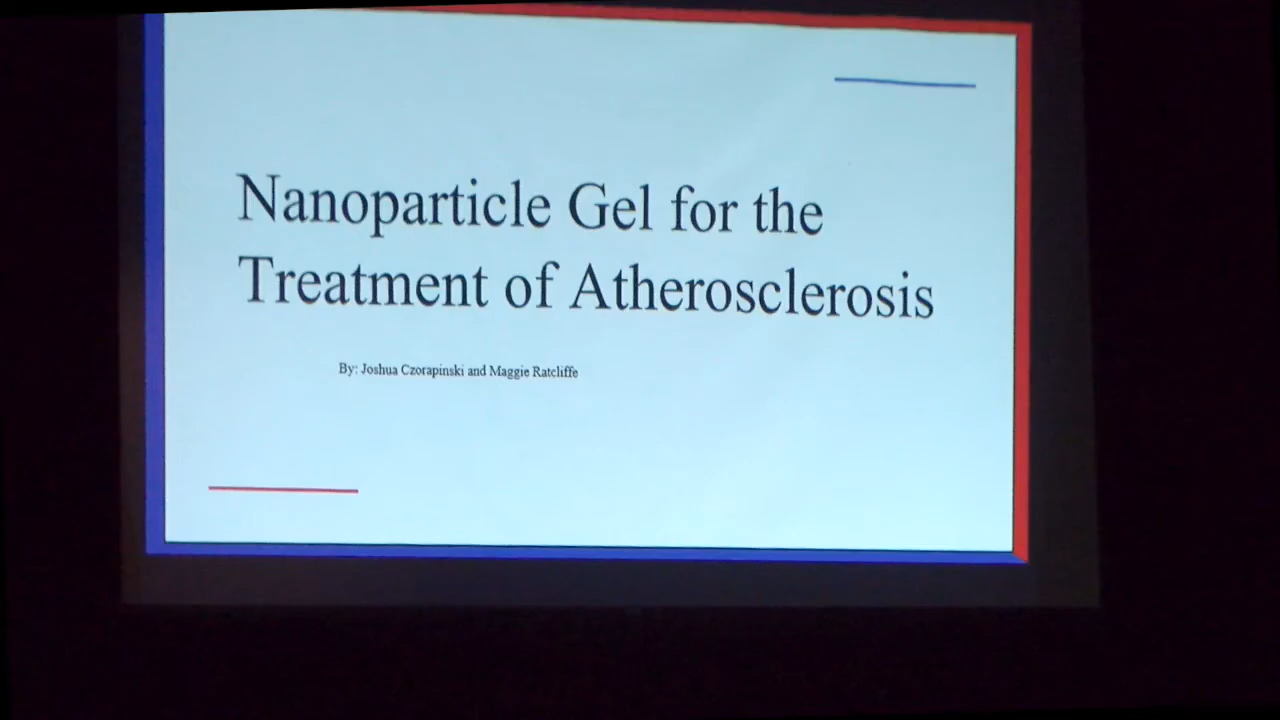 Nanoparticle Gel for the
Treatment of Atherosclerosis
By: Joshua Czorapinski and Maggie Ratcliffe